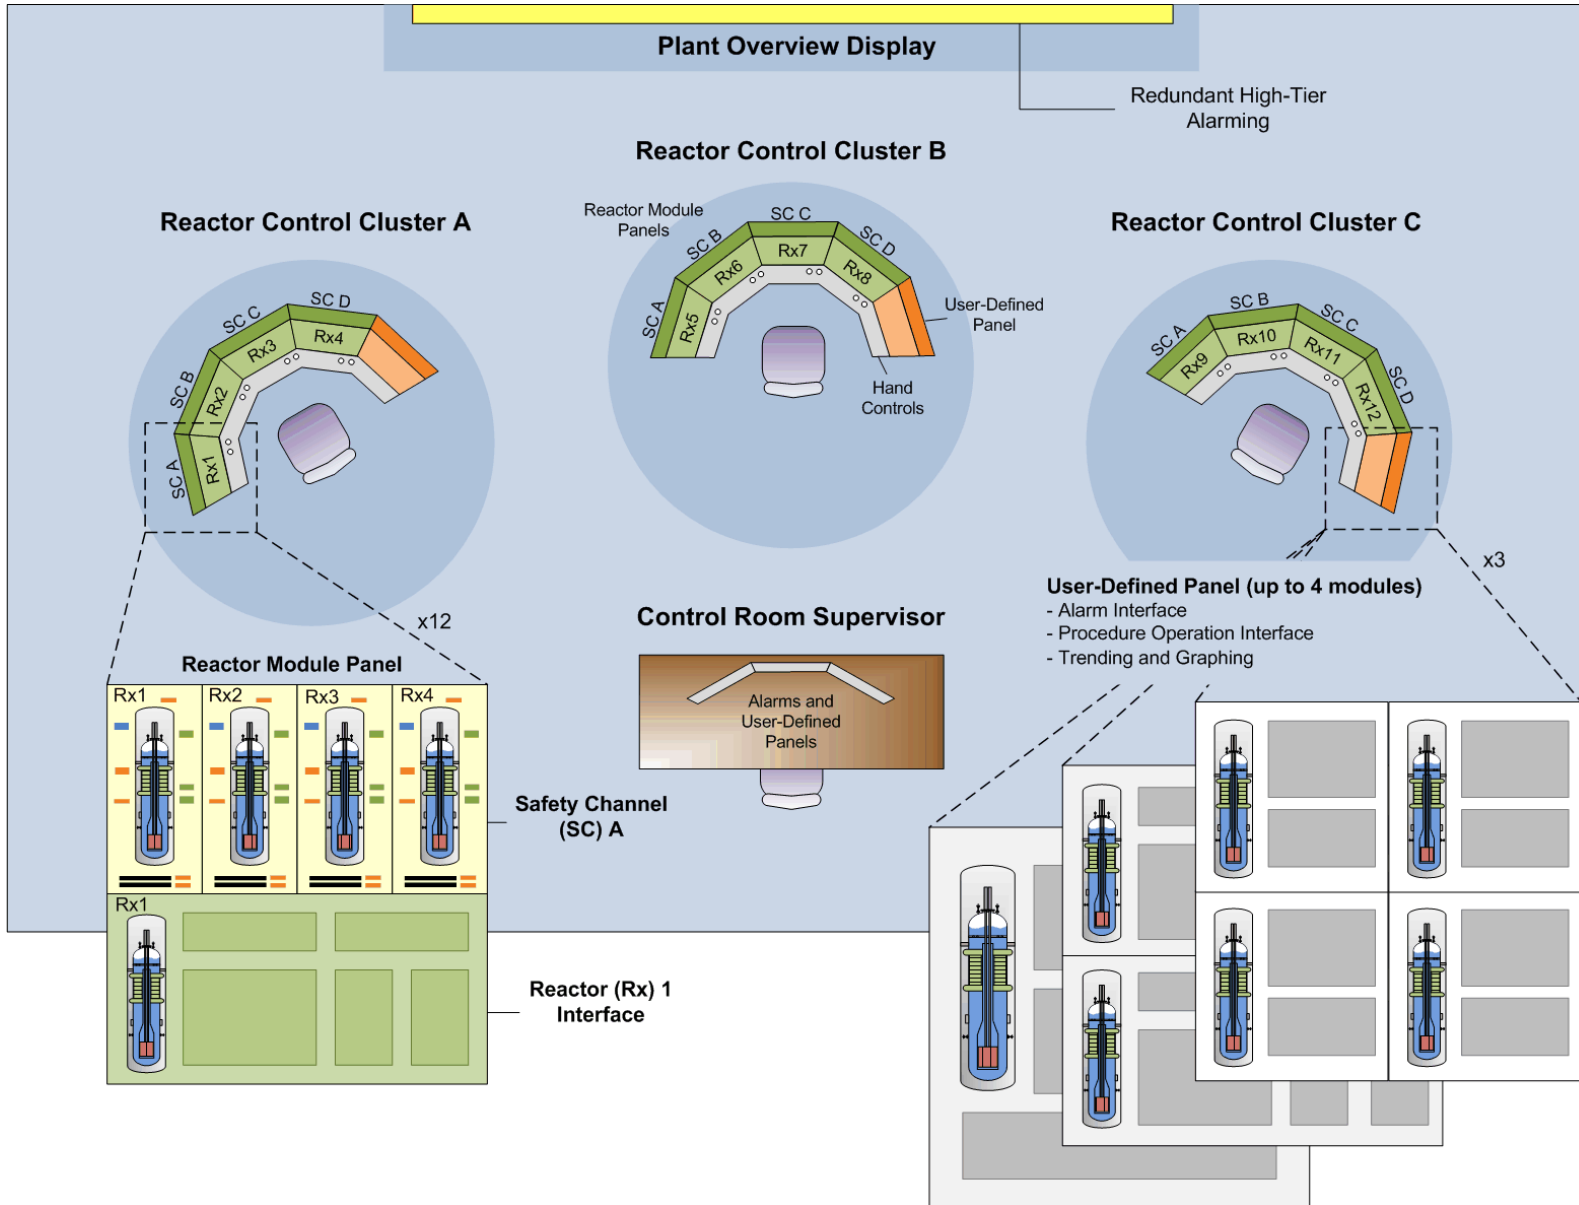 Plant Overview Display
Redundant High-Tier
Alarming
Reactor Control Cluster B
Reactor Module
Panels
SC A
SC B
SC C
SC D
Rx5
Rx6
Rx7
Rx8
User-Defined
Panel
Hand
Controls
Reactor Control Cluster A
SC A
SC B
SC C
SC D
Rx1
Rx2
Rx3
Rx4
Reactor Control Cluster C
SC A
SC B
SC C
SC D
Rx9
Rx10
Rx11
Rx12
x12
x3
Reactor Module Panel
Rx1
Rx2
Rx3
Rx4
Safety Channel
(SC) A
Rx1
Reactor (Rx) 1
Interface
Control Room Supervisor
Alarms and
User-Defined
Panels
User-Defined Panel (up to 4 modules)
- Alarm Interface
- Procedure Operation Interface
- Trending and Graphing